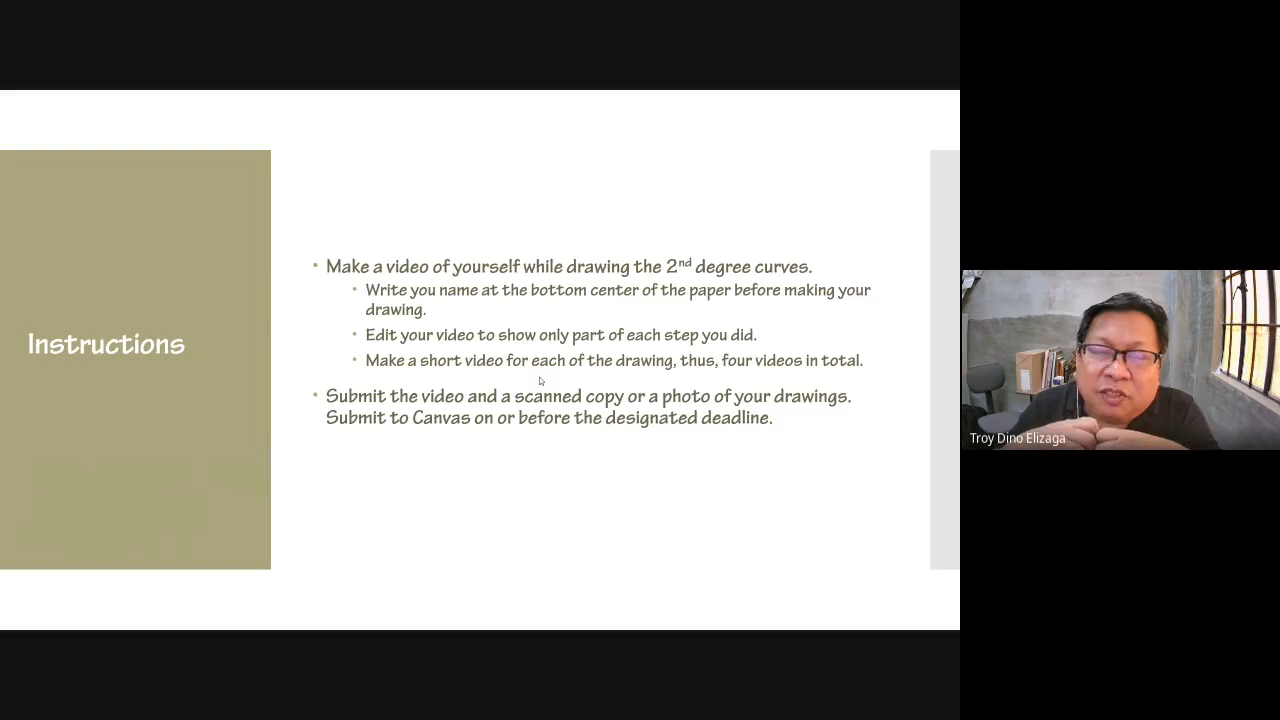 Instructions
Make a video of yourself while drawing the 2nd degree curves.
Write you name at the bottom center of the paper before making your
drawing.
Edit your video to show only part of each step you did.
Make a short video for each of the drawing, thus, four videos in total.
Submit the video and a scanned copy or a photo of your drawings.
Submit to Canvas on or before the designated deadline.
Troy Dino Elizaga